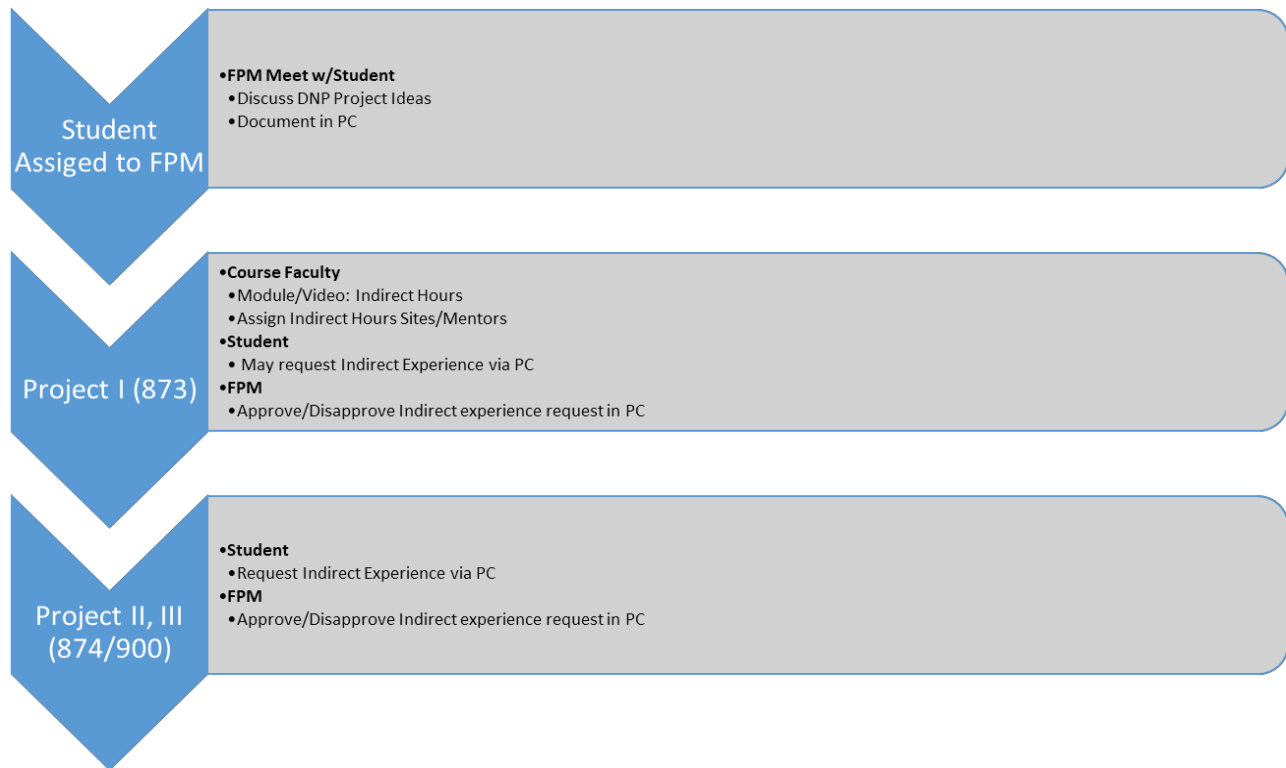 Student
Assiged to FPM
•FPM Meet w/Student
•Discuss DNP Project Ideas
•Document in PC
Project I (873)
•Course Faculty
•Module/Video: Indirect Hours
•Assign Indirect Hours Sites/Mentors
•Student
• May request Indirect Experience via PC
•FPM
•Approve/Disapprove Indirect experience request in PC
Project II, III
(874/900)
•Student
•Request Indirect Experience via PC
•FPM
•Approve/Disapprove Indirect experience request in PC